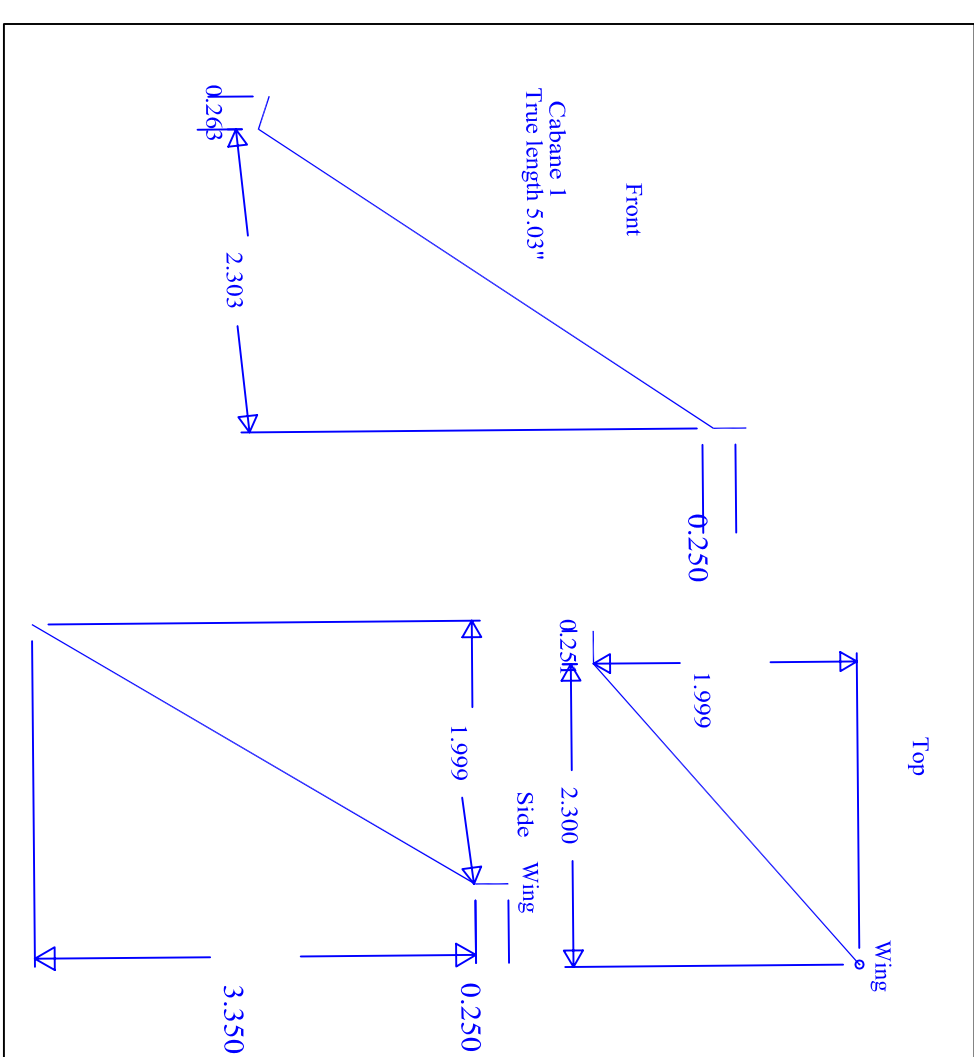 Front
Cabane 1
True length 5.03"
0.263
2.303
0.250
Top
Wing
1.999
0.251
2.300
Side Wing
1.999
0.250
3.350